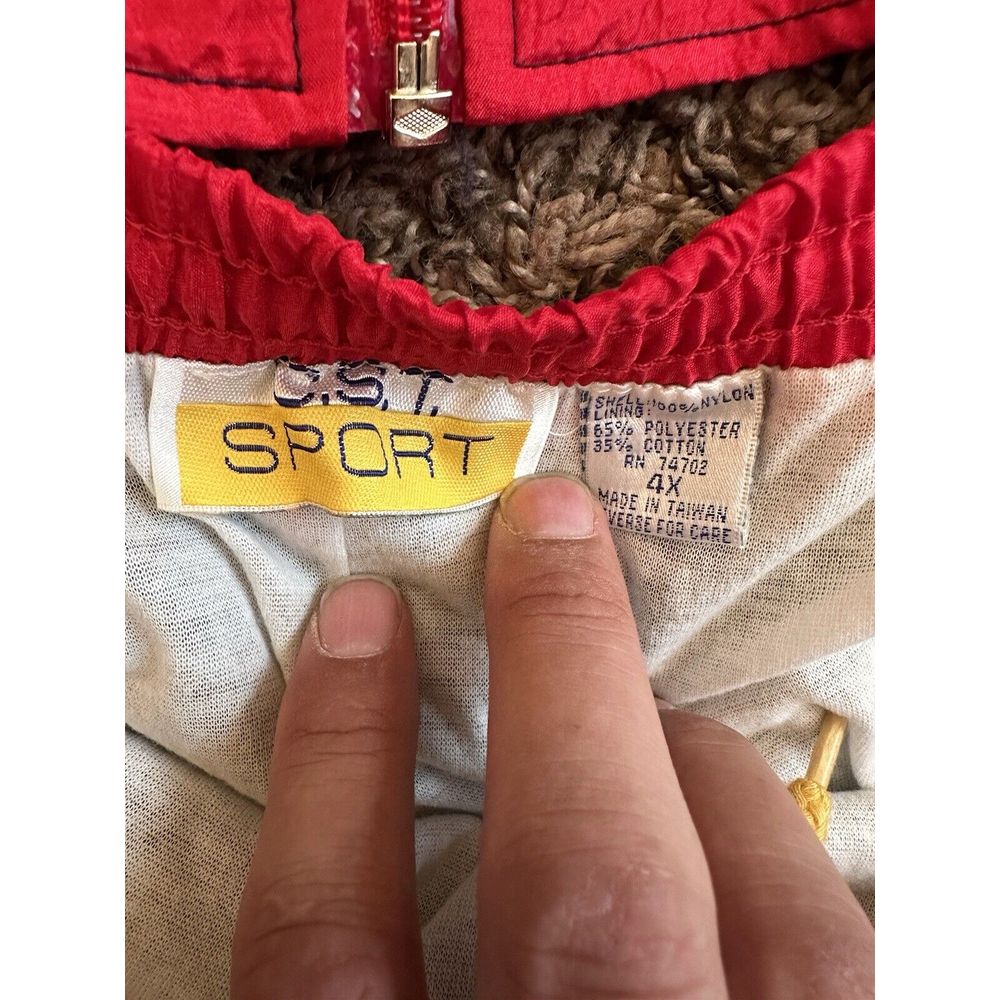 C.S.T.
SPORT
SHELL: 100% NYLON
LINING:
65% POLYESTER
35% COTTON
RN 74702
4X
MADE IN TAIWAN
VERSE FOR CARE